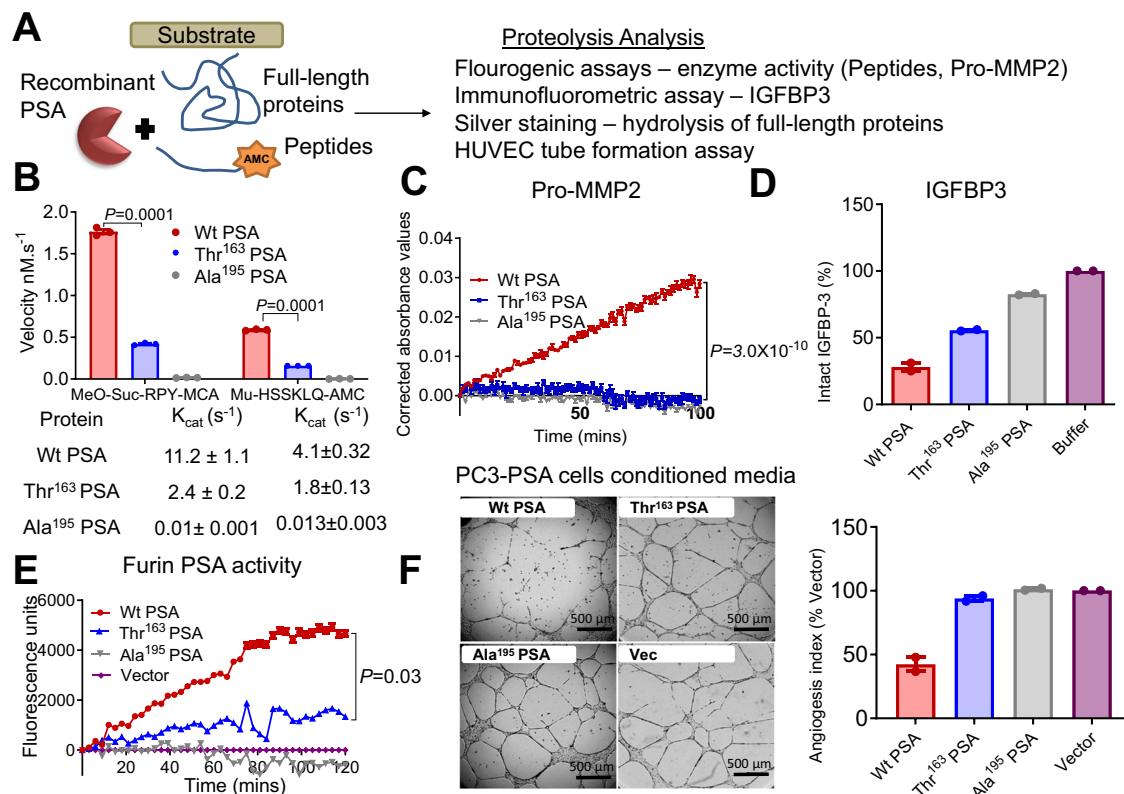 A
Substrate
Recombinant
PSA
Full-length
proteins
Peptides
AMC
Proteolysis Analysis
Flourogenic assays – enzyme activity (Peptides, Pro-MMP2)
Immunofluorometric assay – IGFBP3
Silver staining – hydrolysis of full-length proteins
HUVEC tube formation assay
B
Velocity nM.s⁻¹
2.0
1.5
1.0
0.5
0.0
P=0.0001
P=0.0001
Wt PSA
Thr¹⁶³ PSA
Ala¹⁹⁵ PSA
MeO-Suc-RPY-MCA Mu-HSSKLQ-AMC
Protein K_cat (s⁻¹) K_cat (s⁻¹)
Wt PSA 11.2 ± 1.1 4.1±0.32
Thr¹⁶³ PSA 2.4 ± 0.2 1.8±0.13
Ala¹⁹⁵ PSA 0.01± 0.001 0.013±0.003
C
Pro-MMP2
Corrected absorbance values
0.04
0.03
0.02
0.01
0.00
Wt PSA
Thr¹⁶³ PSA
Ala¹⁹⁵ PSA
P=3.0X10⁻¹⁰
50 100
Time (mins)
D
IGFBP3
Intact IGFBP-3 (%)
150
100
50
0
Wt PSA
Thr¹⁶³ PSA
Ala¹⁹⁵ PSA
Buffer
E
Furin PSA activity
Fluorescence units
6000
4000
2000
0
Wt PSA
Thr¹⁶³ PSA
Ala¹⁹⁵ PSA
Vector
P=0.03
20 40 60 80 100 120
Time (mins)
F
PC3-PSA cells conditioned media
Wt PSA
500 µm
Thr¹⁶³ PSA
500 µm
Ala¹⁹⁵ PSA
500 µm
Vec
500 µm
Angiogenesis index (% Vector)
150
100
50
0
Wt PSA
Thr¹⁶³ PSA
Ala¹⁹⁵ PSA
Vector